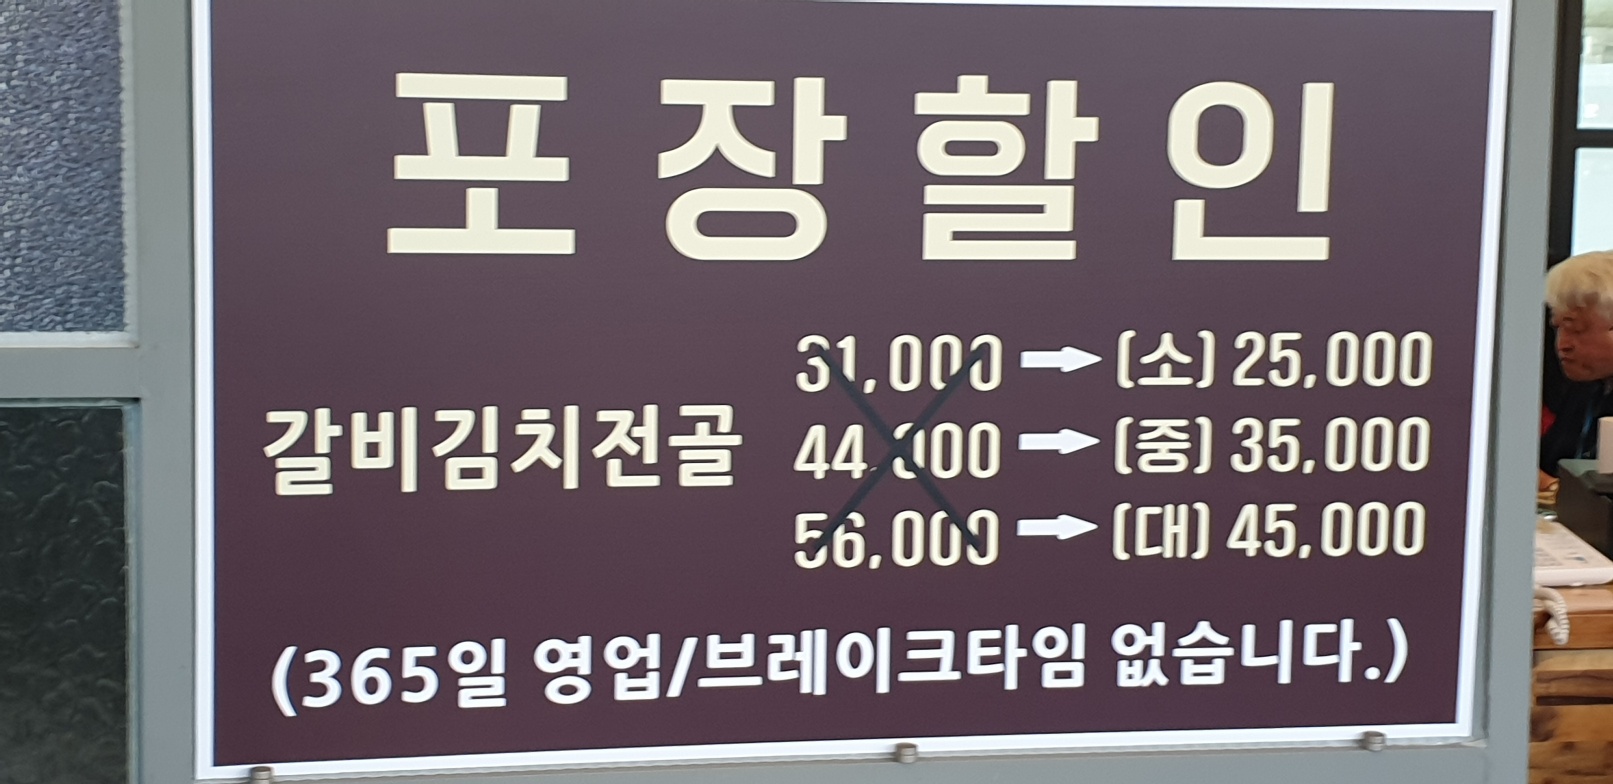 포장할인
31,000 → (소) 25,000
갈비김치전골 44,000 → (중) 35,000
56,000 → (대) 45,000
(365일 영업/브레이크타임 없습니다.)